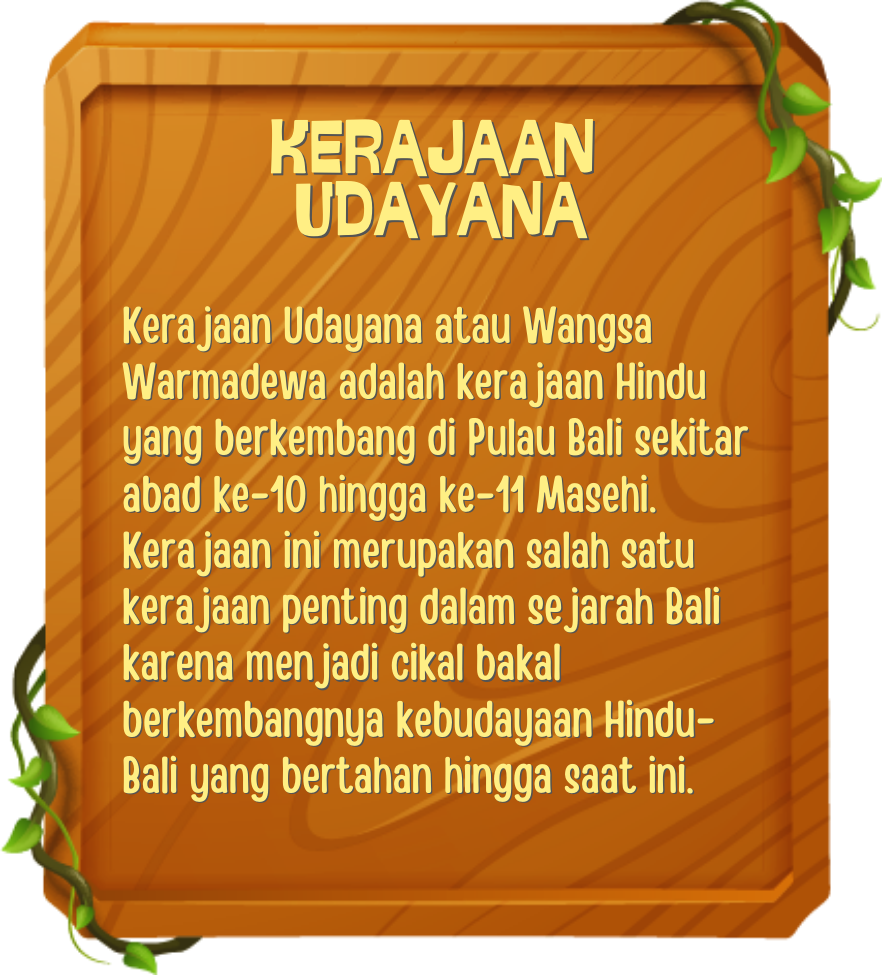 KERAJAAN
UDAYANA
Kerajaan Udayana atau Wangsa
Warmadewa adalah kerajaan Hindu
yang berkembang di Pulau Bali sekitar
abad ke-10 hingga ke-11 Masehi.
Kerajaan ini merupakan salah satu
kerajaan penting dalam sejarah Bali
karena menjadi cikal bakal
berkembangnya kebudayaan Hindu-
Bali yang bertahan hingga saat ini.